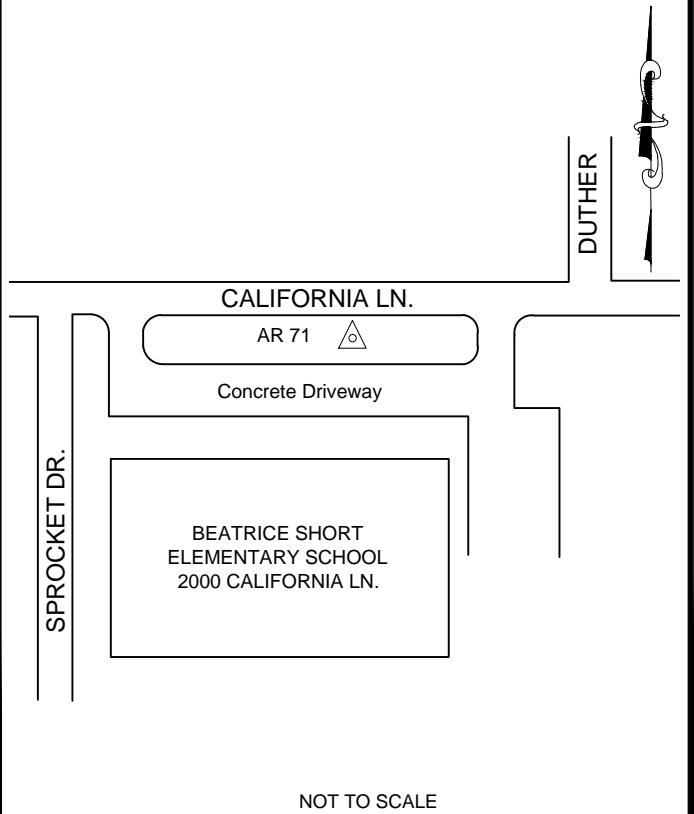 DUTHER
CALIFORNIA LN.
AR 71
Concrete Driveway
SPROCKET DR.
BEATRICE SHORT
ELEMENTARY SCHOOL
2000 CALIFORNIA LN.
NOT TO SCALE